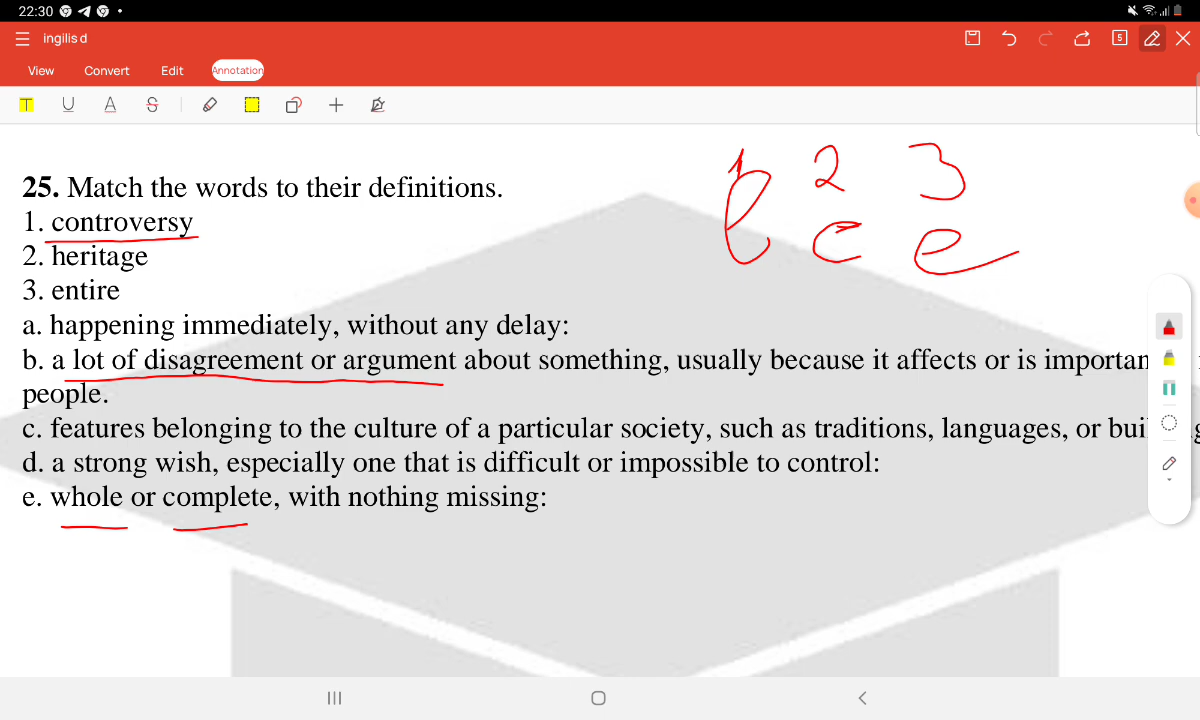 22:30
ingilis d
View Convert Edit Annotation
T U A S
25. Match the words to their definitions.
1 2 3
1. controversy
b c e
2. heritage
3. entire
a. happening immediately, without any delay:
b. a lot of disagreement or argument about something, usually because it affects or is importan
people.
c. features belonging to the culture of a particular society, such as traditions, languages, or bui
d. a strong wish, especially one that is difficult or impossible to control:
e. whole or complete, with nothing missing: